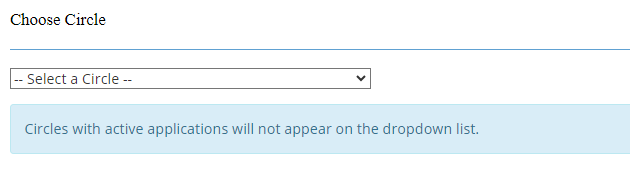 Choose Circle
-- Select a Circle --
Circles with active applications will not appear on the dropdown list.